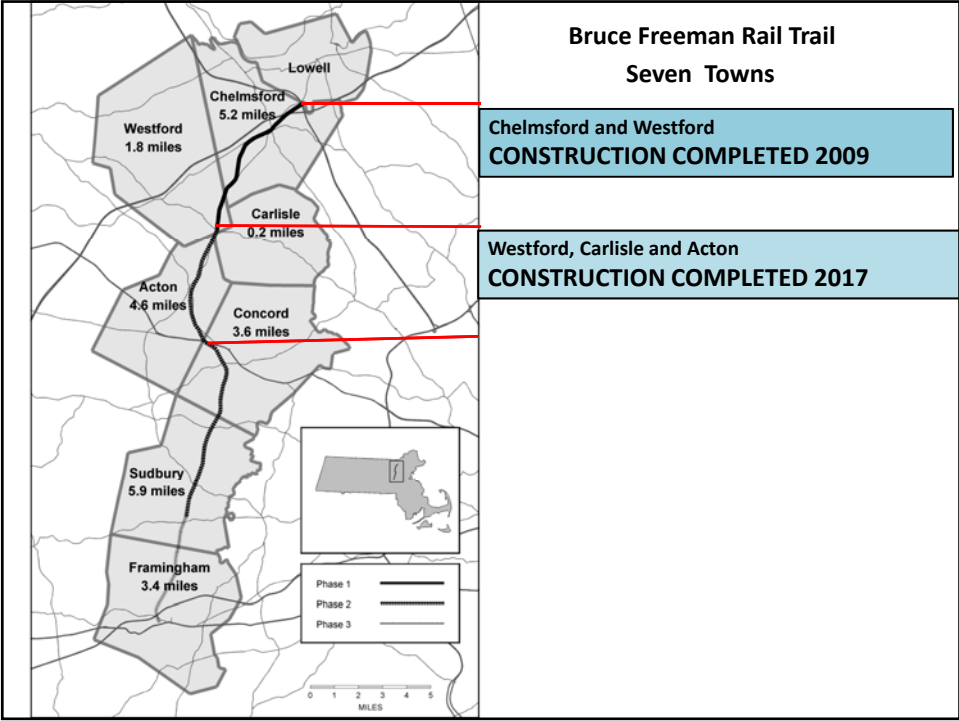 Bruce Freeman Rail Trail
Seven Towns
Lowell
Chelmsford
5.2 miles
Westford
1.8 miles
Carlisle
0.2 miles
Acton
4.6 miles
Concord
3.6 miles
Sudbury
5.9 miles
Framingham
3.4 miles
Chelmsford and Westford
CONSTRUCTION COMPLETED 2009
Westford, Carlisle and Acton
CONSTRUCTION COMPLETED 2017
Phase 1
Phase 2
Phase 3
0 1 2 3 4 5
MILES